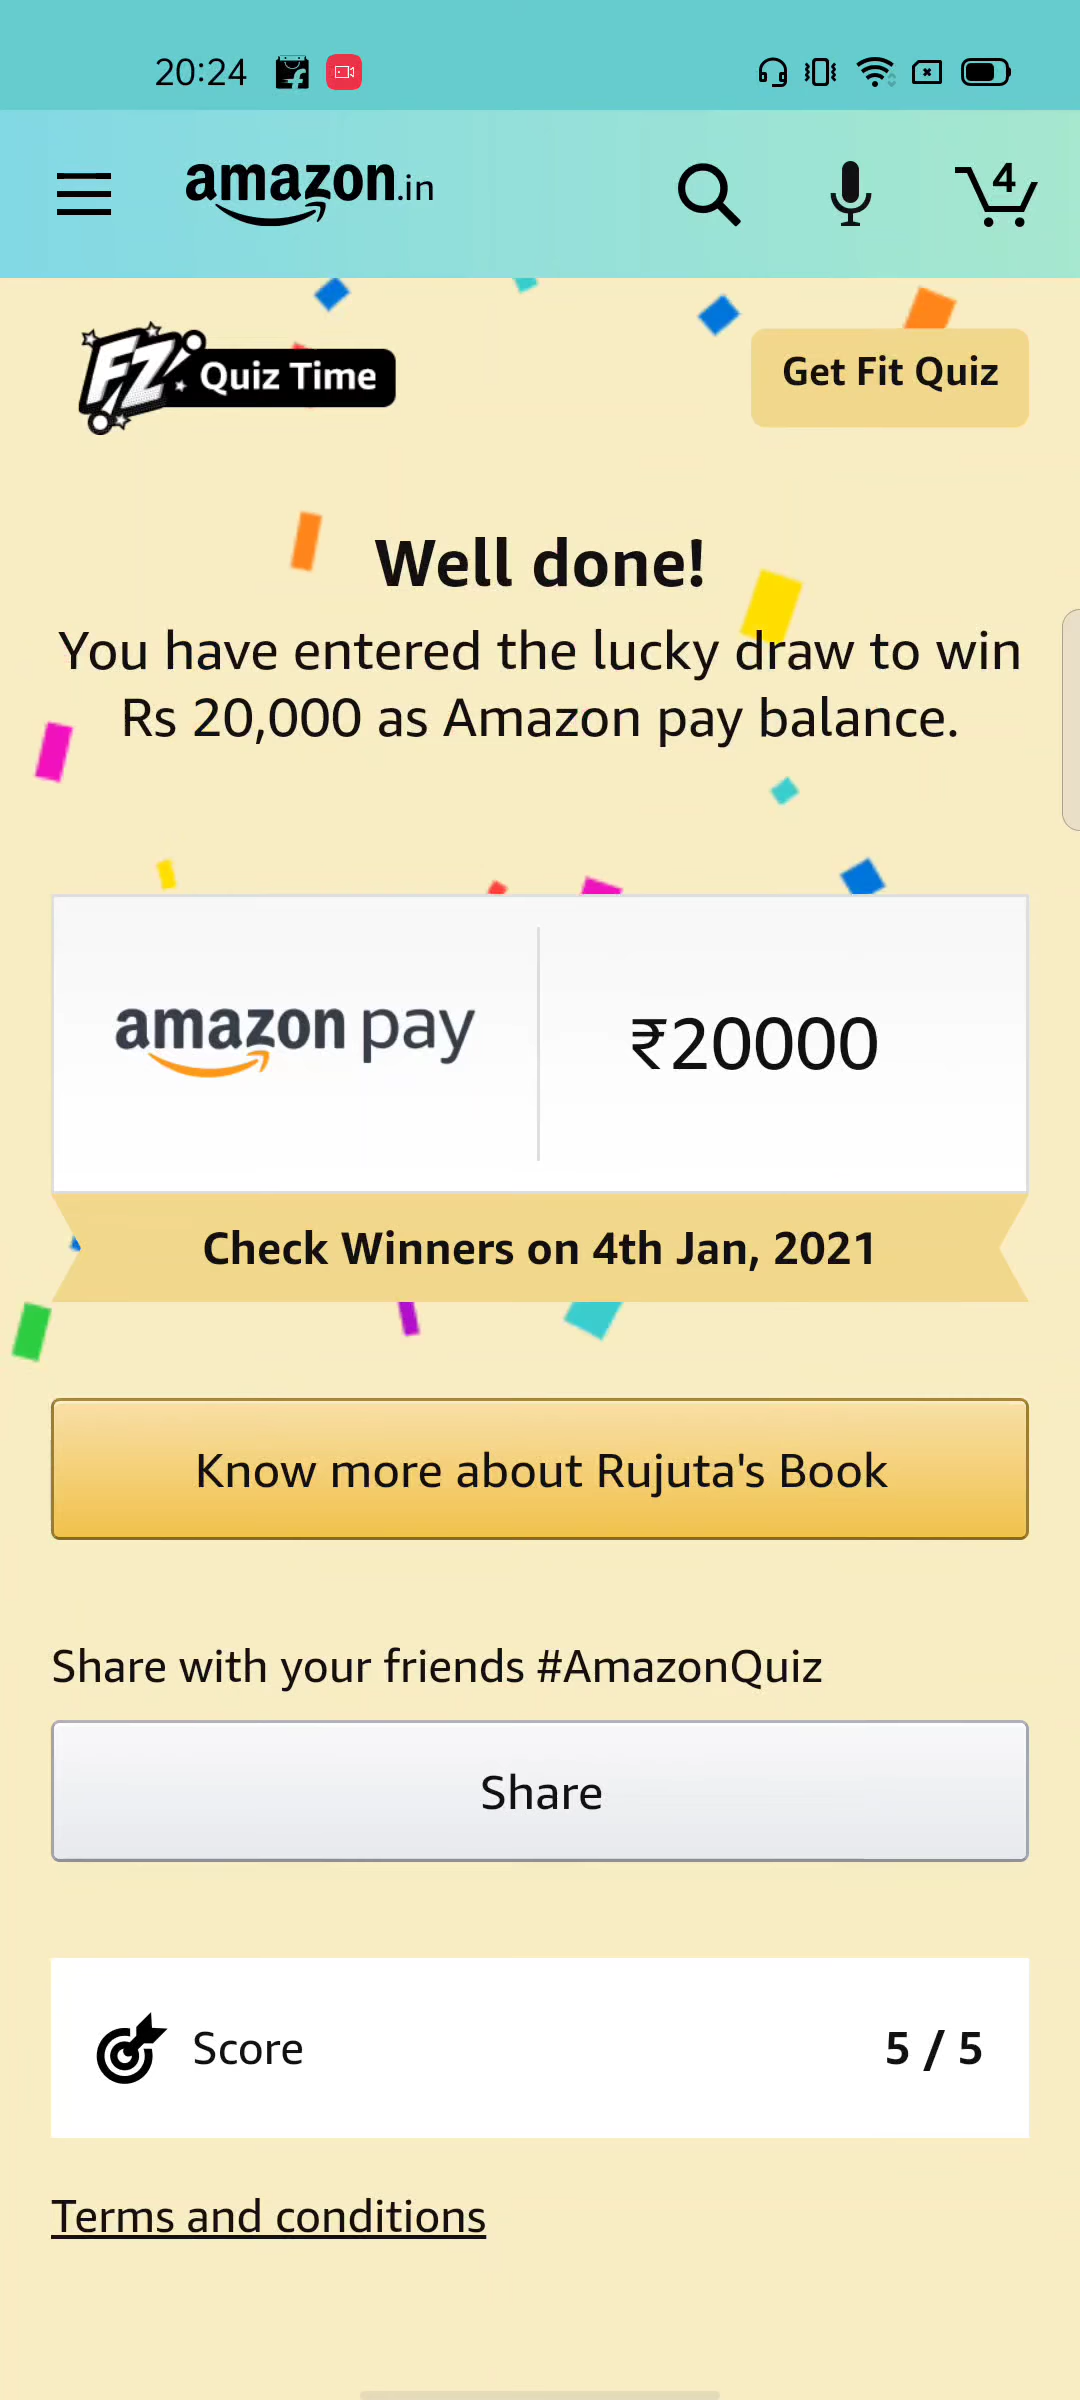 20:24
amazon.in
4
FZ Quiz Time
Get Fit Quiz
Well done!
You have entered the lucky draw to win
Rs 20,000 as Amazon pay balance.
amazon pay
₹20000
Check Winners on 4th Jan, 2021
Know more about Rujuta's Book
Share with your friends #AmazonQuiz
Share
Score
5 / 5
Terms and conditions